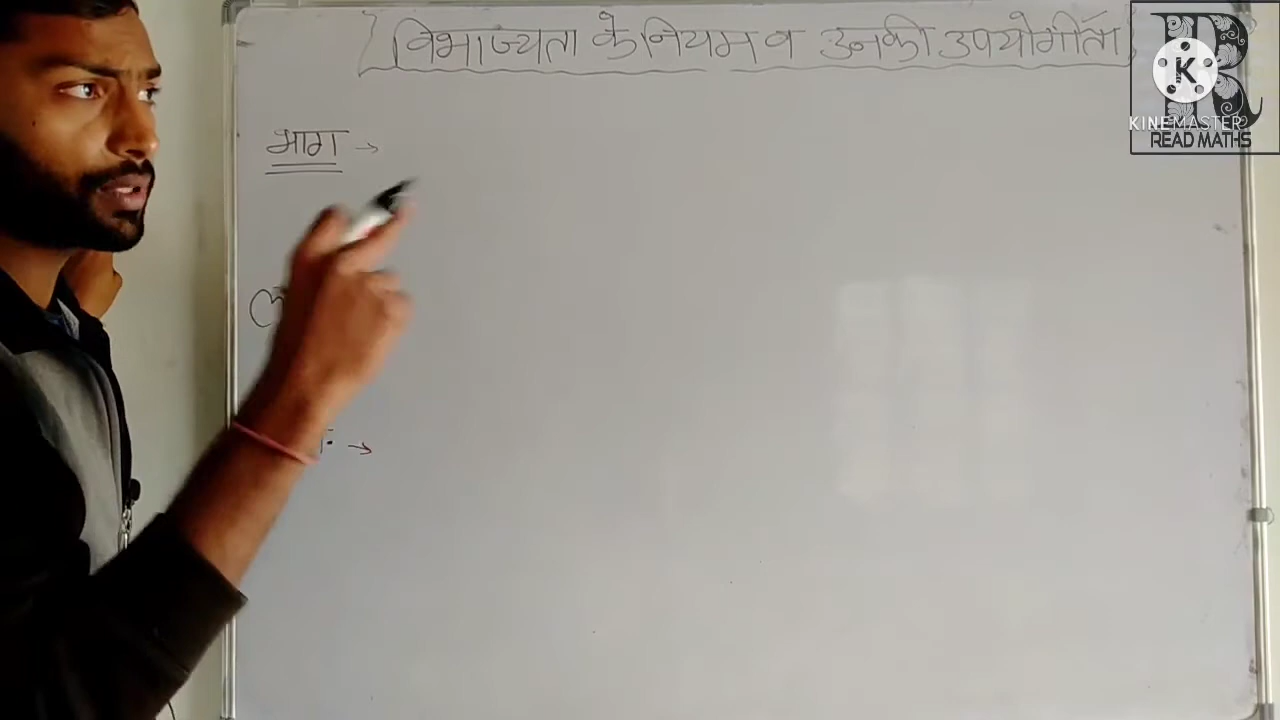 विभाज्यता के नियम व उनकी उपयोगीता
भाग →
→
K
KINEMASTER
R
READ MATHS